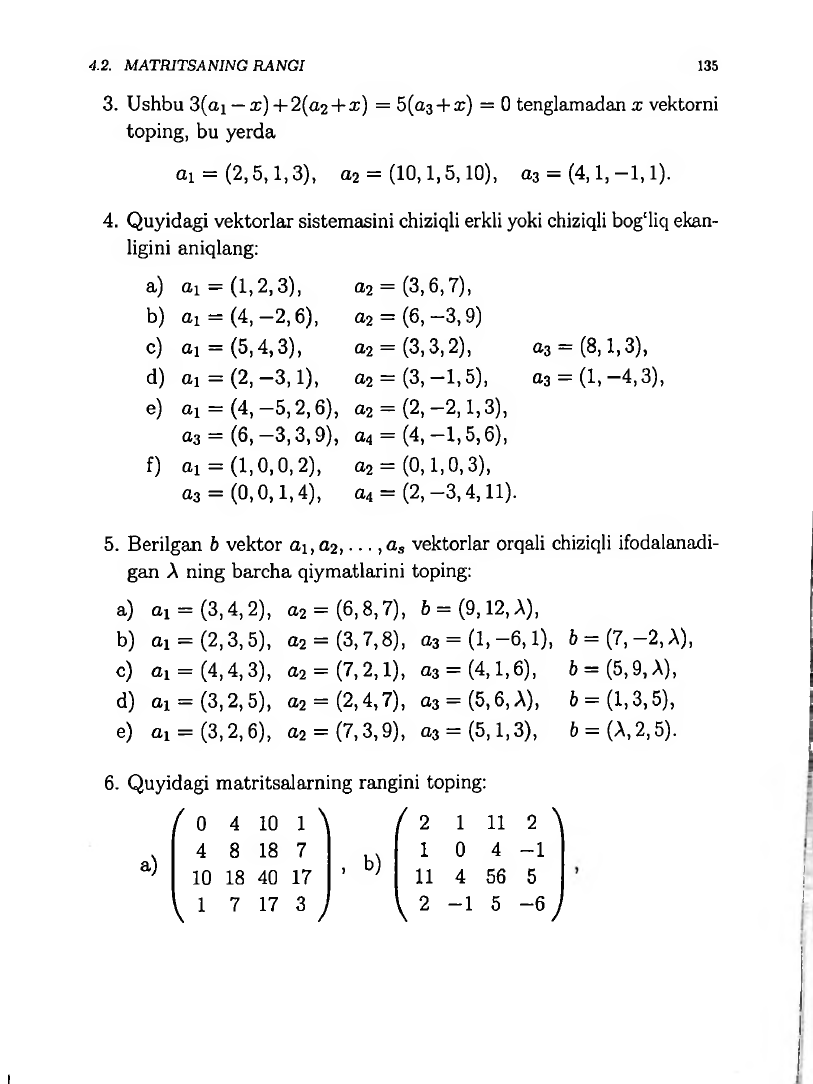 4.2. MATRITSANING RANGI 135
3. Ushbu 3(a₁ − x)+2(a₂+x) = 5(a₃+x) = 0 tenglamadan x vektorni
toping, bu yerda
a₁ = (2, 5, 1, 3), a₂ = (10, 1, 5, 10), a₃ = (4, 1, −1, 1).
4. Quyidagi vektorlar sistemasini chiziqli erkli yoki chiziqli bog‘liq ekan-
ligini aniqlang:
a) a₁ = (1, 2, 3), a₂ = (3, 6, 7),
b) a₁ = (4, −2, 6), a₂ = (6, −3, 9)
c) a₁ = (5, 4, 3), a₂ = (3, 3, 2), a₃ = (8, 1, 3),
d) a₁ = (2, −3, 1), a₂ = (3, −1, 5), a₃ = (1, −4, 3),
e) a₁ = (4, −5, 2, 6), a₂ = (2, −2, 1, 3),
a₃ = (6, −3, 3, 9), a₄ = (4, −1, 5, 6),
f) a₁ = (1, 0, 0, 2), a₂ = (0, 1, 0, 3),
a₃ = (0, 0, 1, 4), a₄ = (2, −3, 4, 11).
5. Berilgan b vektor a₁, a₂, . . . , aₛ vektorlar orqali chiziqli ifodalanadi-
gan λ ning barcha qiymatlarini toping:
a) a₁ = (3, 4, 2), a₂ = (6, 8, 7), b = (9, 12, λ),
b) a₁ = (2, 3, 5), a₂ = (3, 7, 8), a₃ = (1, −6, 1), b = (7, −2, λ),
c) a₁ = (4, 4, 3), a₂ = (7, 2, 1), a₃ = (4, 1, 6), b = (5, 9, λ),
d) a₁ = (3, 2, 5), a₂ = (2, 4, 7), a₃ = (5, 6, λ), b = (1, 3, 5),
e) a₁ = (3, 2, 6), a₂ = (7, 3, 9), a₃ = (5, 1, 3), b = (λ, 2, 5).
6. Quyidagi matritsalarning rangini toping:
a) ( 0 4 10 1
4 8 18 7
10 18 40 17
1 7 17 3 ) ,
b) ( 2 1 11 2
1 0 4 −1
11 4 56 5
2 −1 5 −6 ) ,